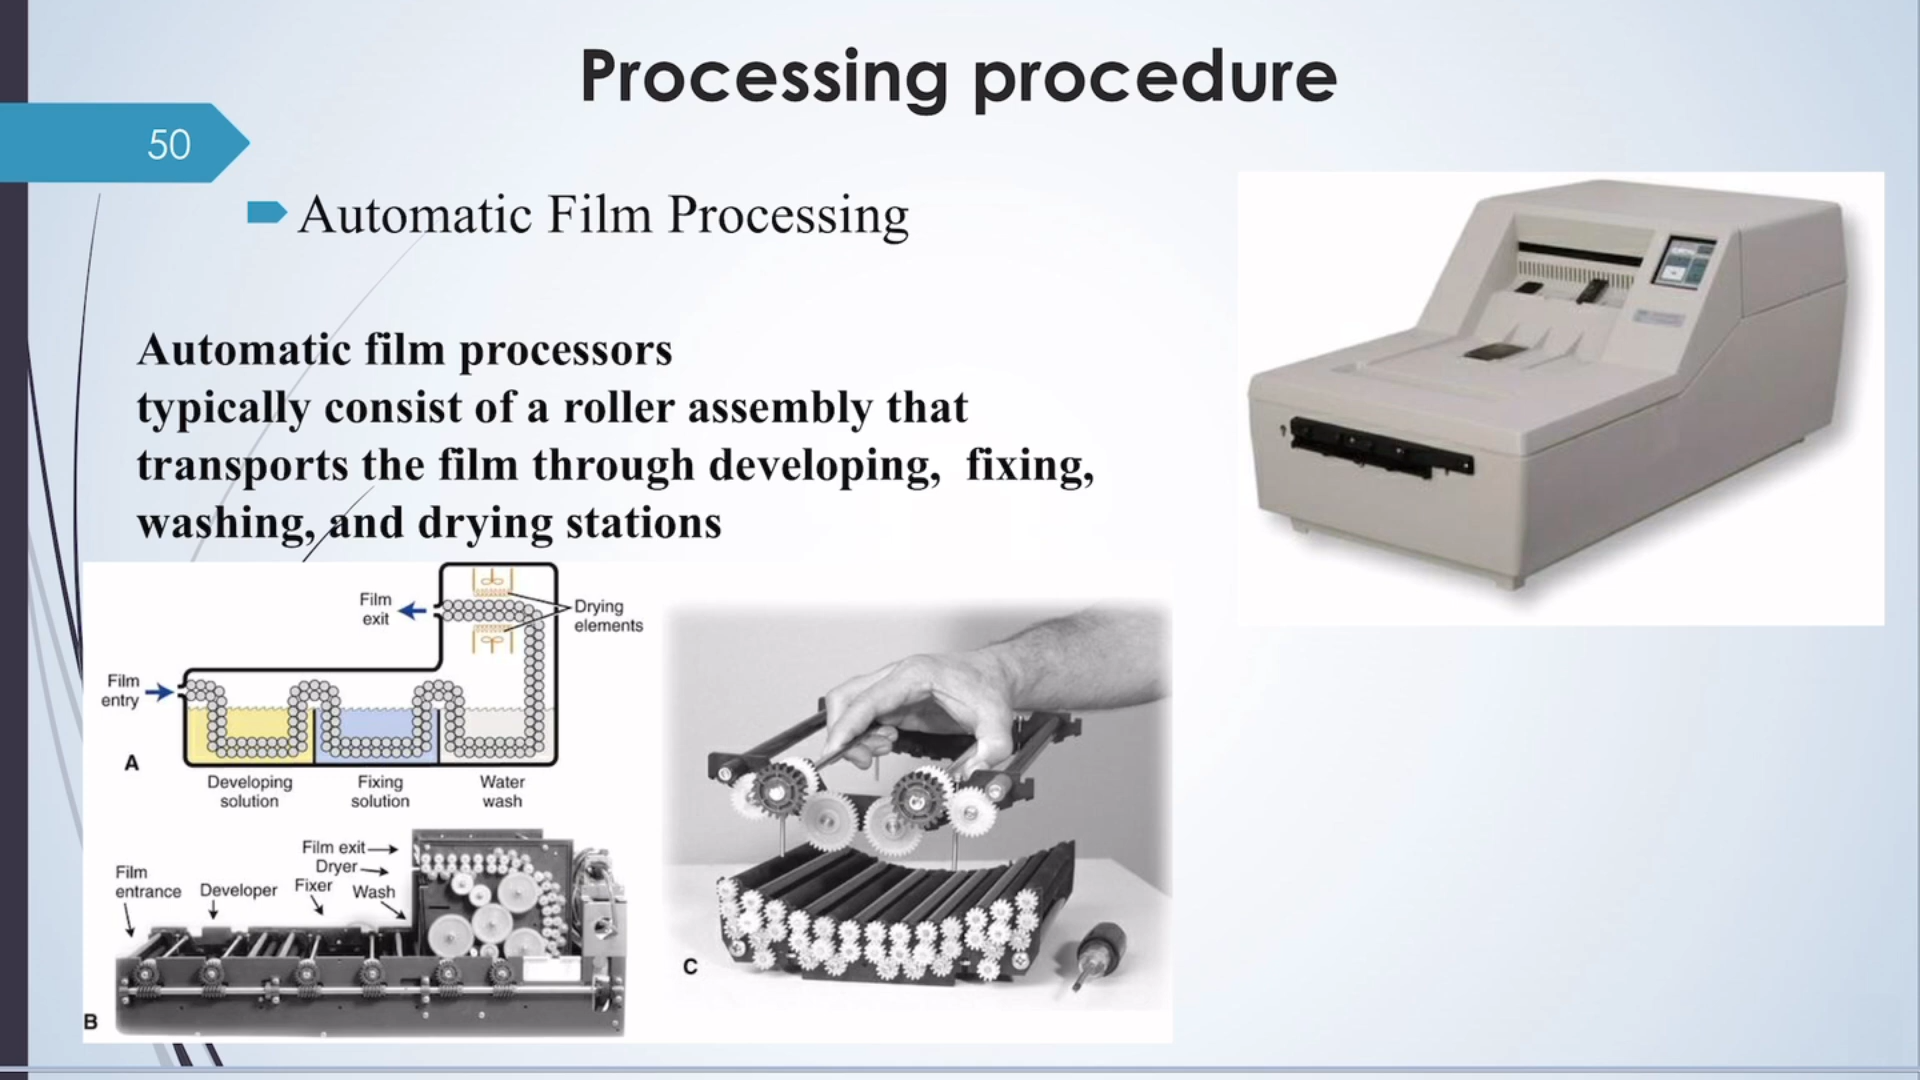 Processing procedure
50
Automatic Film Processing
Automatic film processors
typically consist of a roller assembly that
transports the film through developing,  fixing,
washing, and drying stations
Film
exit
Drying
elements
Film
entry
A
Developing
solution
Fixing
solution
Water
wash
Film exit
Dryer
Film
entrance
Developer
Fixer
Wash
B
C